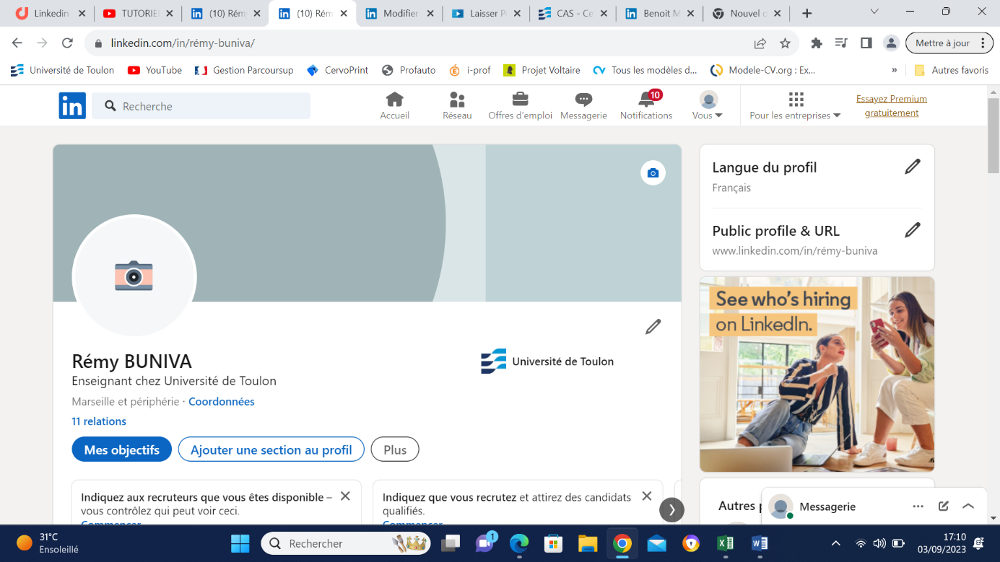 Linkedin
TUTORIE
(10) Rém
(10) Rém
Modifier
Laisser P
CAS - Ce
Benoit M
Nouvel o
linkedin.com/in/rémy-buniva/
Mettre à jour
Université de Toulon
YouTube
Gestion Parcoursup
CervoPrint
Profauto
i-prof
Projet Voltaire
Tous les modèles d...
Modele-CV.org : Ex...
»
Autres favoris
in
Recherche
Accueil
Réseau
Offres d'emploi
Messagerie
10
Notifications
Vous
Pour les entreprises
Essayez Premium
gratuitement
Rémy BUNIVA
Enseignant chez Université de Toulon
Marseille et périphérie · Coordonnées
11 relations
Université de Toulon
Mes objectifs
Ajouter une section au profil
Plus
Indiquez aux recruteurs que vous êtes disponible –
vous contrôlez qui peut voir ceci.
Commencer
Indiquez que vous recrutez et attirez des candidats
qualifiés.
Commencer
Langue du profil
Français
Public profile & URL
www.linkedin.com/in/rémy-buniva
See who's hiring
on LinkedIn.
Autres p
Messagerie
31°C
Ensoleillé
Rechercher
1
17:10
03/09/2023